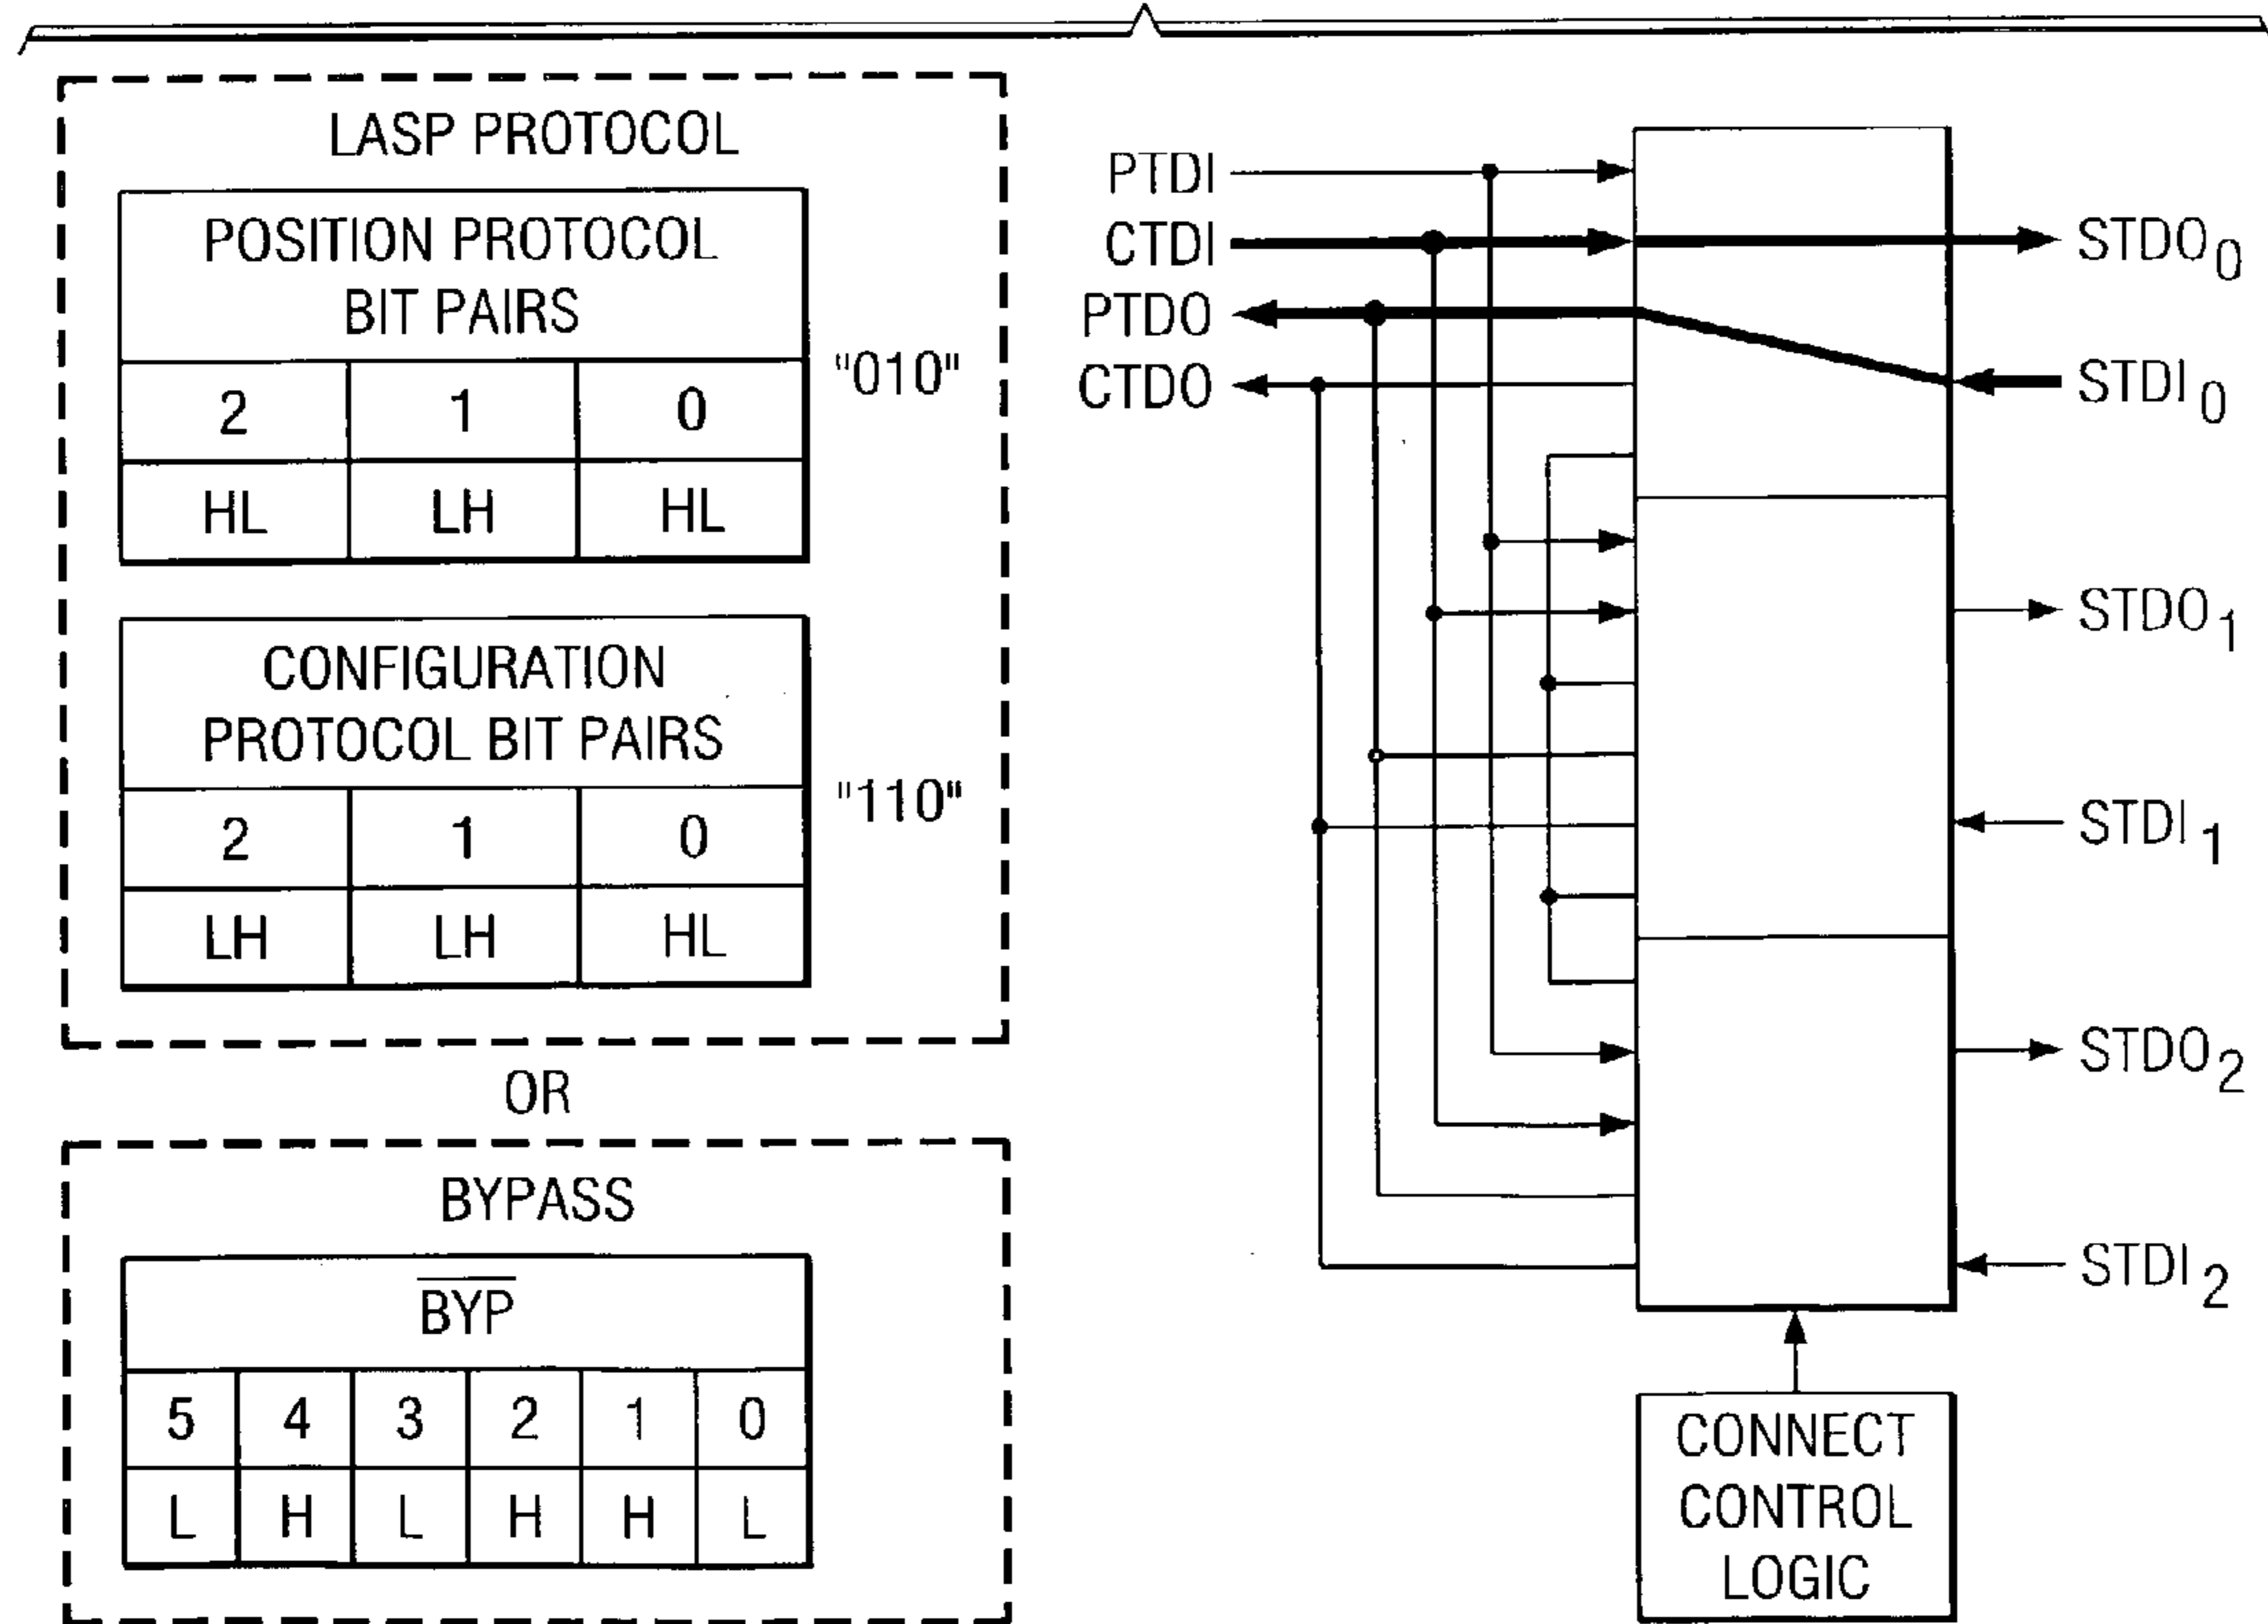 LASP PROTOCOL
POSITION PROTOCOL
BIT PAIRS
2 1 0
HL LH HL
"010"
CONFIGURATION
PROTOCOL BIT PAIRS
2 1 0
LH LH HL
"110"
OR
BYPASS
BYP
5 4 3 2 1 0
L H L H H L
PTDI
CTDI
PTDO
CTDO
STDO0
STDI0
STDO1
STDI1
STDO2
STDI2
CONNECT
CONTROL
LOGIC